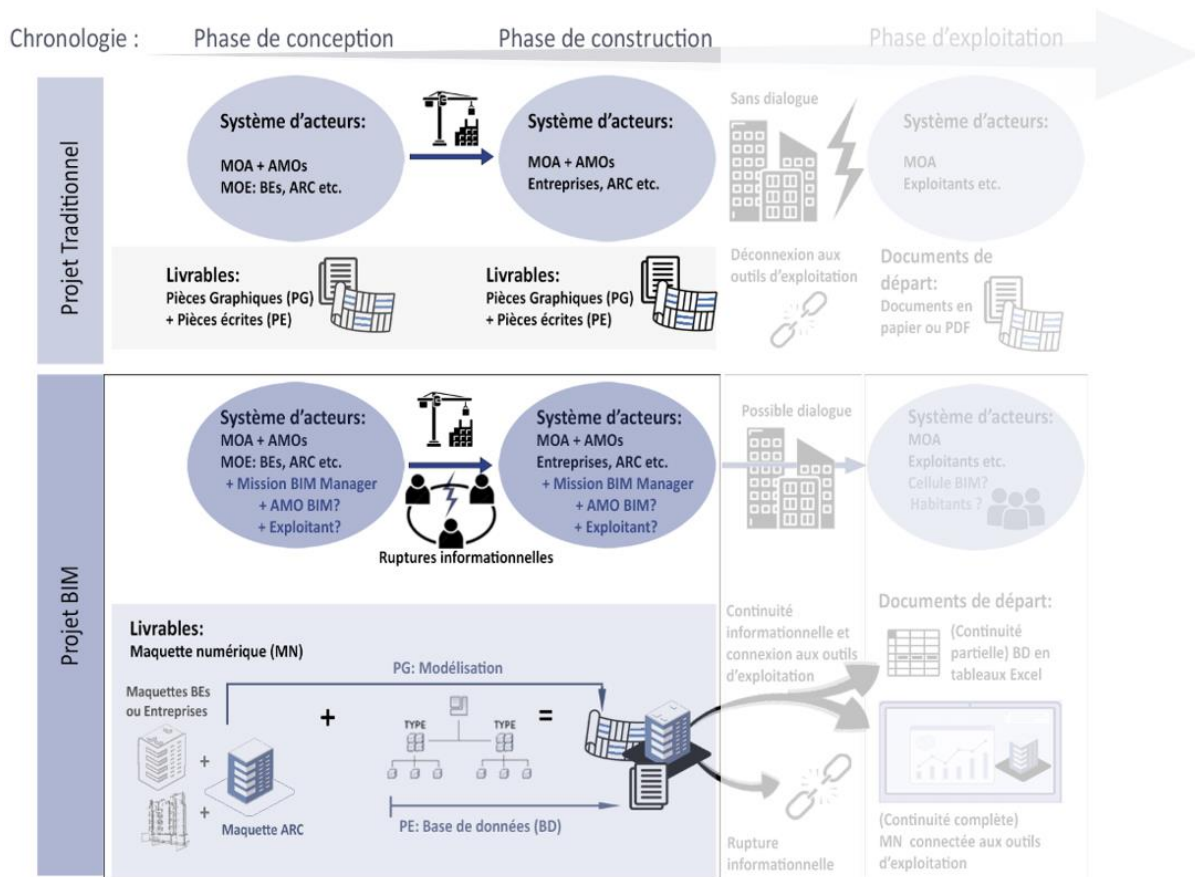 Chronologie :
Phase de conception
Phase de construction
Phase d'exploitation
Projet Traditionnel
Système d'acteurs:
MOA + AMOs
MOE: BEs, ARC etc.
Système d'acteurs:
MOA + AMOs
Entreprises, ARC etc.
Sans dialogue
Système d'acteurs:
MOA
Exploitants etc.
Livrables:
Pièces Graphiques (PG)
+ Pièces écrites (PE)
Livrables:
Pièces Graphiques (PG)
+ Pièces écrites (PE)
Déconnexion aux
outils d'exploitation
Documents de
départ:
Documents en
papier ou PDF
Projet BIM
Système d'acteurs:
MOA + AMOs
MOE: BEs, ARC etc.
+ Mission BIM Manager
+ AMO BIM?
+ Exploitant?
Ruptures informationnelles
Système d'acteurs:
MOA + AMOs
Entreprises, ARC etc.
+ Mission BIM Manager
+ AMO BIM?
+ Exploitant?
Possible dialogue
Système d'acteurs:
MOA
Exploitants etc.
Cellule BIM?
Habitants ?
Livrables:
Maquette numérique (MN)
Maquettes BEs
ou Entreprises
+
+
Maquette ARC
PG: Modélisation
+
TYPE
TYPE
=
PE: Base de données (BD)
Continuité
informationnelle et
connexion aux outils
d'exploitation
Rupture
informationnelle
Documents de départ:
(Continuité
partielle) BD en
tableaux Excel
(Continuité complète)
MN connectée aux outils
d'exploitation